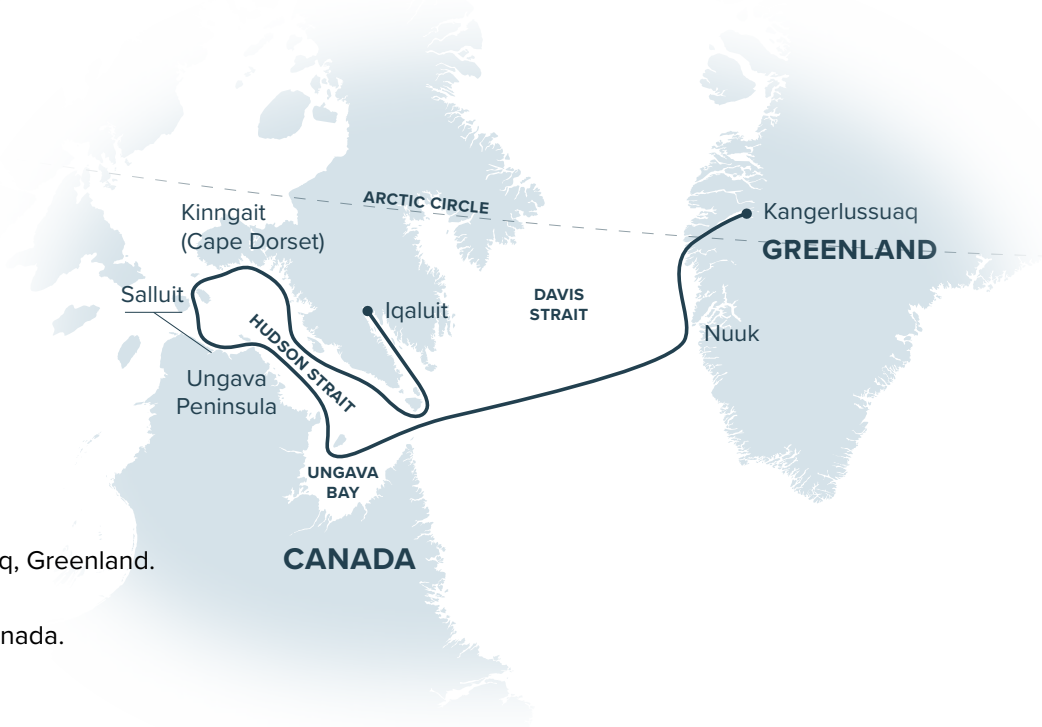 ARCTIC CIRCLE
Kinngait
(Cape Dorset)
Kangerlussuaq
GREENLAND
Salluit
Iqaluit
DAVIS
STRAIT
HUDSON STRAIT
Nuuk
Ungava
Peninsula
UNGAVA
BAY
CANADA
q, Greenland.
nada.